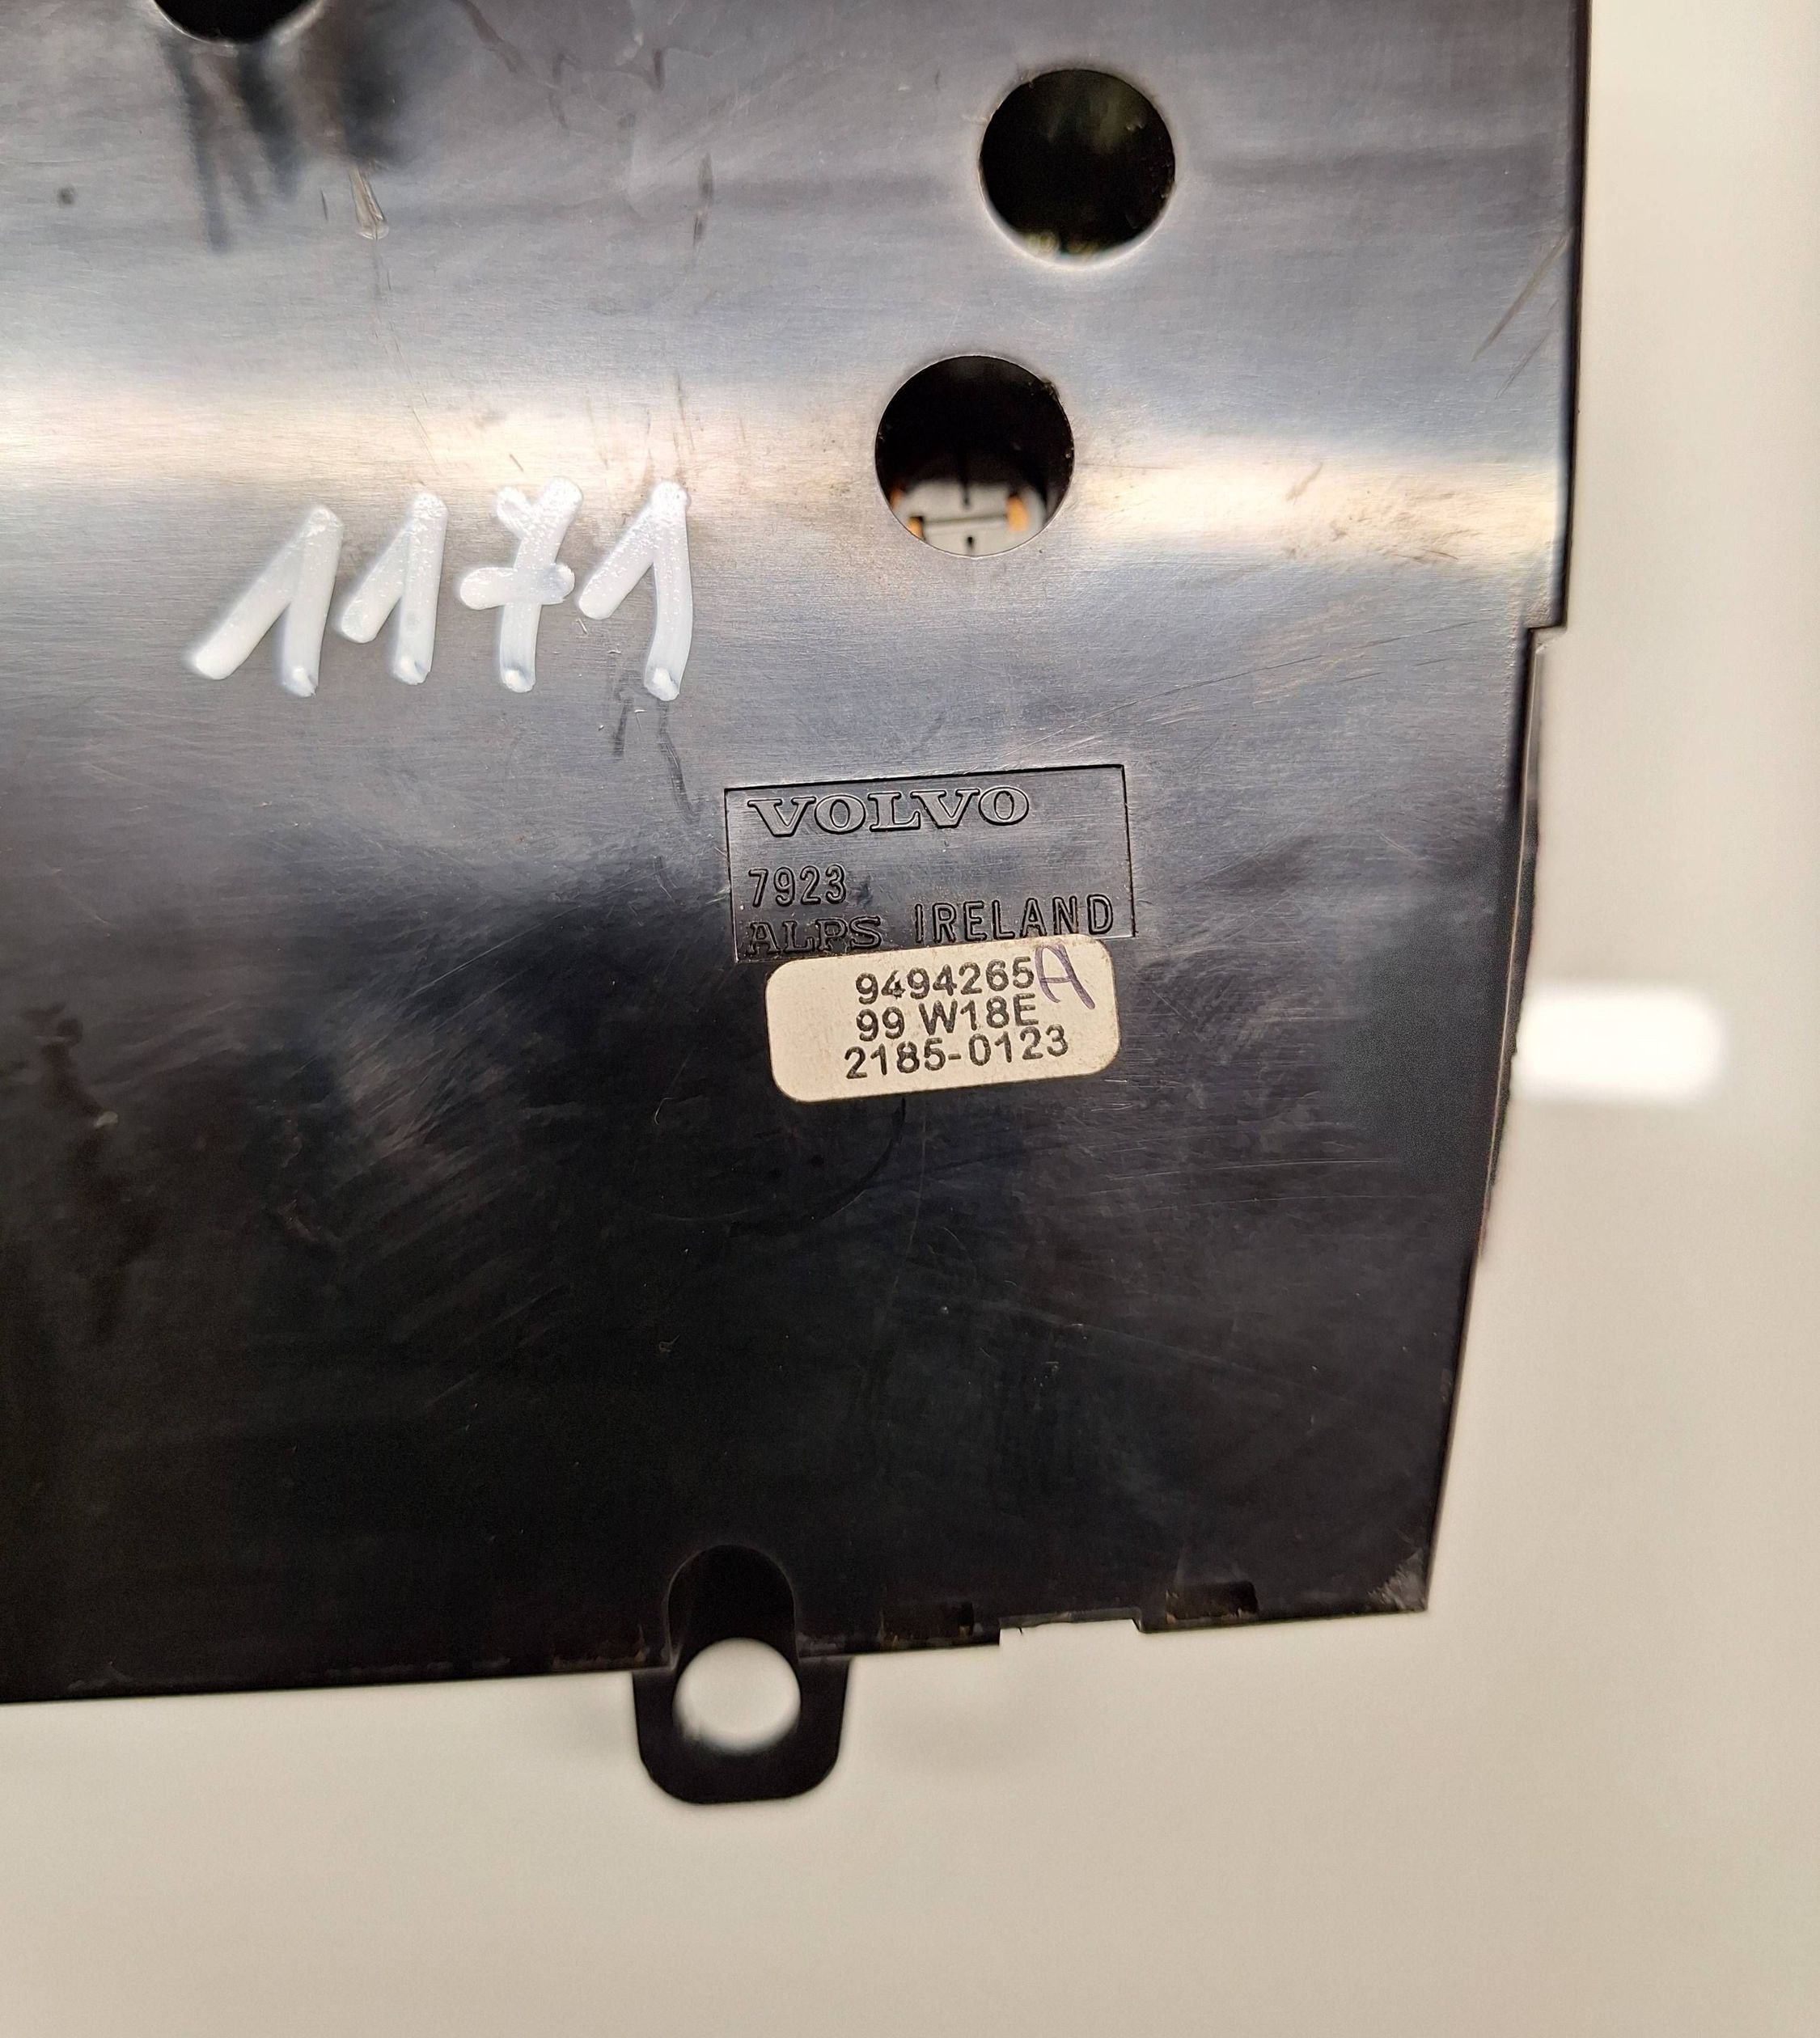 1171
VOLVO
7923
ALPS IRELAND
9494265A
99 W18E
2185-0123